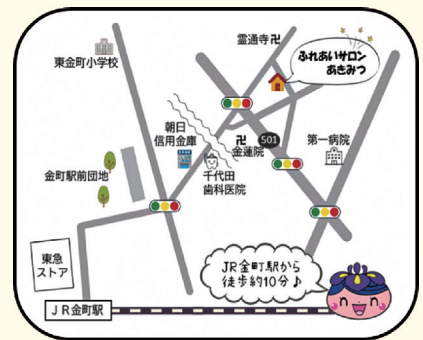 霊通寺卍
ふれあいサロン
あきみつ
東金町小学校
朝日
信用金庫
卍
金蓮院
501
第一病院
千代田
歯科医院
金町駅前団地
東急
ストア
JR金町駅から
徒歩約10分♪
JR金町駅